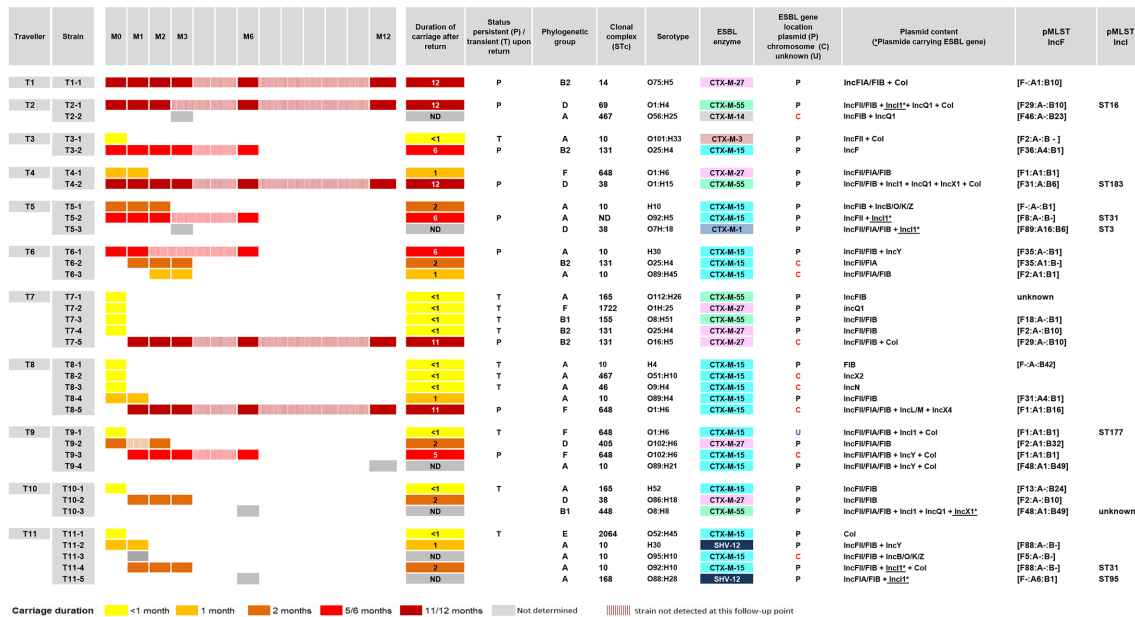 Traveller Strain M0 M1 M2 M3 M6 M12 Duration of carriage after return Status persistent (P) / transient (T) upon return Phylogenetic group Clonal complex (STc) Serotype ESBL enzyme ESBL gene location plasmid (P) chromosome (C) unknown (U) Plasmid content (*Plasmide carrying ESBL gene) pMLST IncF pMLST IncI
T1 T1-1 12 P B2 14 O75:H5 CTX-M-27 P IncFIA/FIB + Col [F-:A1:B10]
T2 T2-1 12 P D 69 O1:H4 CTX-M-55 P IncFII/FIB + IncI1*+ IncQ1 + Col [F29:A-:B10] ST16
T2-2 ND A 467 O56:H25 CTX-M-14 C IncFIB + IncQ1 [F46:A-:B23]
T3 T3-1 <1 T A 10 O101:H33 CTX-M-3 P IncFII + Col [F2:A-:B - ]
T3-2 6 P B2 131 O25:H4 CTX-M-15 P IncF [F36:A4:B1]
T4 T4-1 1 F 648 O1:H6 CTX-M-27 P IncFII/FIA/FIB [F1:A1:B1]
T4-2 12 P D 38 O1:H15 CTX-M-55 P IncFII/FIB + IncI1 + IncQ1 + IncX1 + Col [F31:A:B6] ST183
T5 T5-1 2 A 10 H10 CTX-M-15 P IncFIB + IncB/O/K/Z [F-:A-:B1]
T5-2 6 P A ND O92:H5 CTX-M-15 P IncFII + IncI1* [F8:A-:B-] ST31
T5-3 ND D 38 O7H:18 CTX-M-1 P IncFII/FIA/FIB + IncI1* [F89:A16:B6] ST3
T6 T6-1 6 P A 10 H30 CTX-M-15 P IncFII/FIB + IncY [F35:A-:B1]
T6-2 2 B2 131 O25:H4 CTX-M-15 C IncFII/FIA [F35:A1:B-]
T6-3 1 A 10 O89:H45 CTX-M-15 C IncFII/FIA/FIB [F2:A1:B1]
T7 T7-1 <1 T A 165 O112:H26 CTX-M-55 P IncFIB unknown
T7-2 <1 T F 1722 O1H:25 CTX-M-27 P incQ1
T7-3 <1 T B1 155 O8:H51 CTX-M-55 P IncFII/FIB [F18:A-:B1]
T7-4 <1 T B2 131 O25:H4 CTX-M-27 P IncFII/FIB [F2:A-:B10]
T7-5 11 P B2 131 O16:H5 CTX-M-27 C IncFII/FIB + Col [F29:A-:B10]
T8 T8-1 <1 T A 10 H4 CTX-M-15 P FIB [F-:A-:B42]
T8-2 <1 T A 467 O51:H10 CTX-M-15 C IncX2
T8-3 <1 T A 46 O9:H4 CTX-M-15 C IncN
T8-4 1 A 10 O89:H4 CTX-M-15 P IncFII/FIB [F31:A4:B1]
T8-5 11 P F 648 O1:H6 CTX-M-15 C IncFII/FIA/FIB + IncL/M + IncX4 [F1:A1:B16]
T9 T9-1 <1 T F 648 O1:H6 CTX-M-15 U IncFII/FIA/FIB + IncI1 + Col [F1:A1:B1] ST177
T9-2 2 D 405 O102:H6 CTX-M-27 P IncFII/FIA/FIB [F2:A1:B32]
T9-3 5 P F 648 O102:H6 CTX-M-15 C IncFII/FIA/FIB + IncY + Col [F1:A1:B1]
T9-4 ND A 10 O89:H21 CTX-M-15 P IncFII/FIA/FIB + IncY + Col [F48:A1:B49]
T10 T10-1 <1 T A 165 H52 CTX-M-15 P IncFII/FIB [F13:A-:B24]
T10-2 2 D 38 O86:H18 CTX-M-27 P IncFII/FIB [F2:A-:B10]
T10-3 B1 448 O8:H8 CTX-M-55 P IncFII/FIA/FIB + IncI1 + IncQ1 + IncX1* [F48:A1:B49] unknown
T11 T11-1 <1 T E 2064 O52:H45 CTX-M-15 P Col
T11-2 1 A 10 H30 SHV-12 P IncFII/FIB + IncY [F88:A-:B-]
T11-3 ND A 10 O95:H10 CTX-M-15 C IncFII/FIB + IncB/O/K/Z [F5:A-:B-]
T11-4 2 A 10 O92:H10 CTX-M-15 P IncFII/FIB + IncI1* + Col [F88:A-:B-] ST31
T11-5 ND A 168 O88:H28 SHV-12 P IncFIA/FIB + IncI1* [F-:A6:B1] ST95
Carriage duration <1 month 1 month 2 months 5/6 months 11/12 months Not determined Strain not detected at this follow-up point